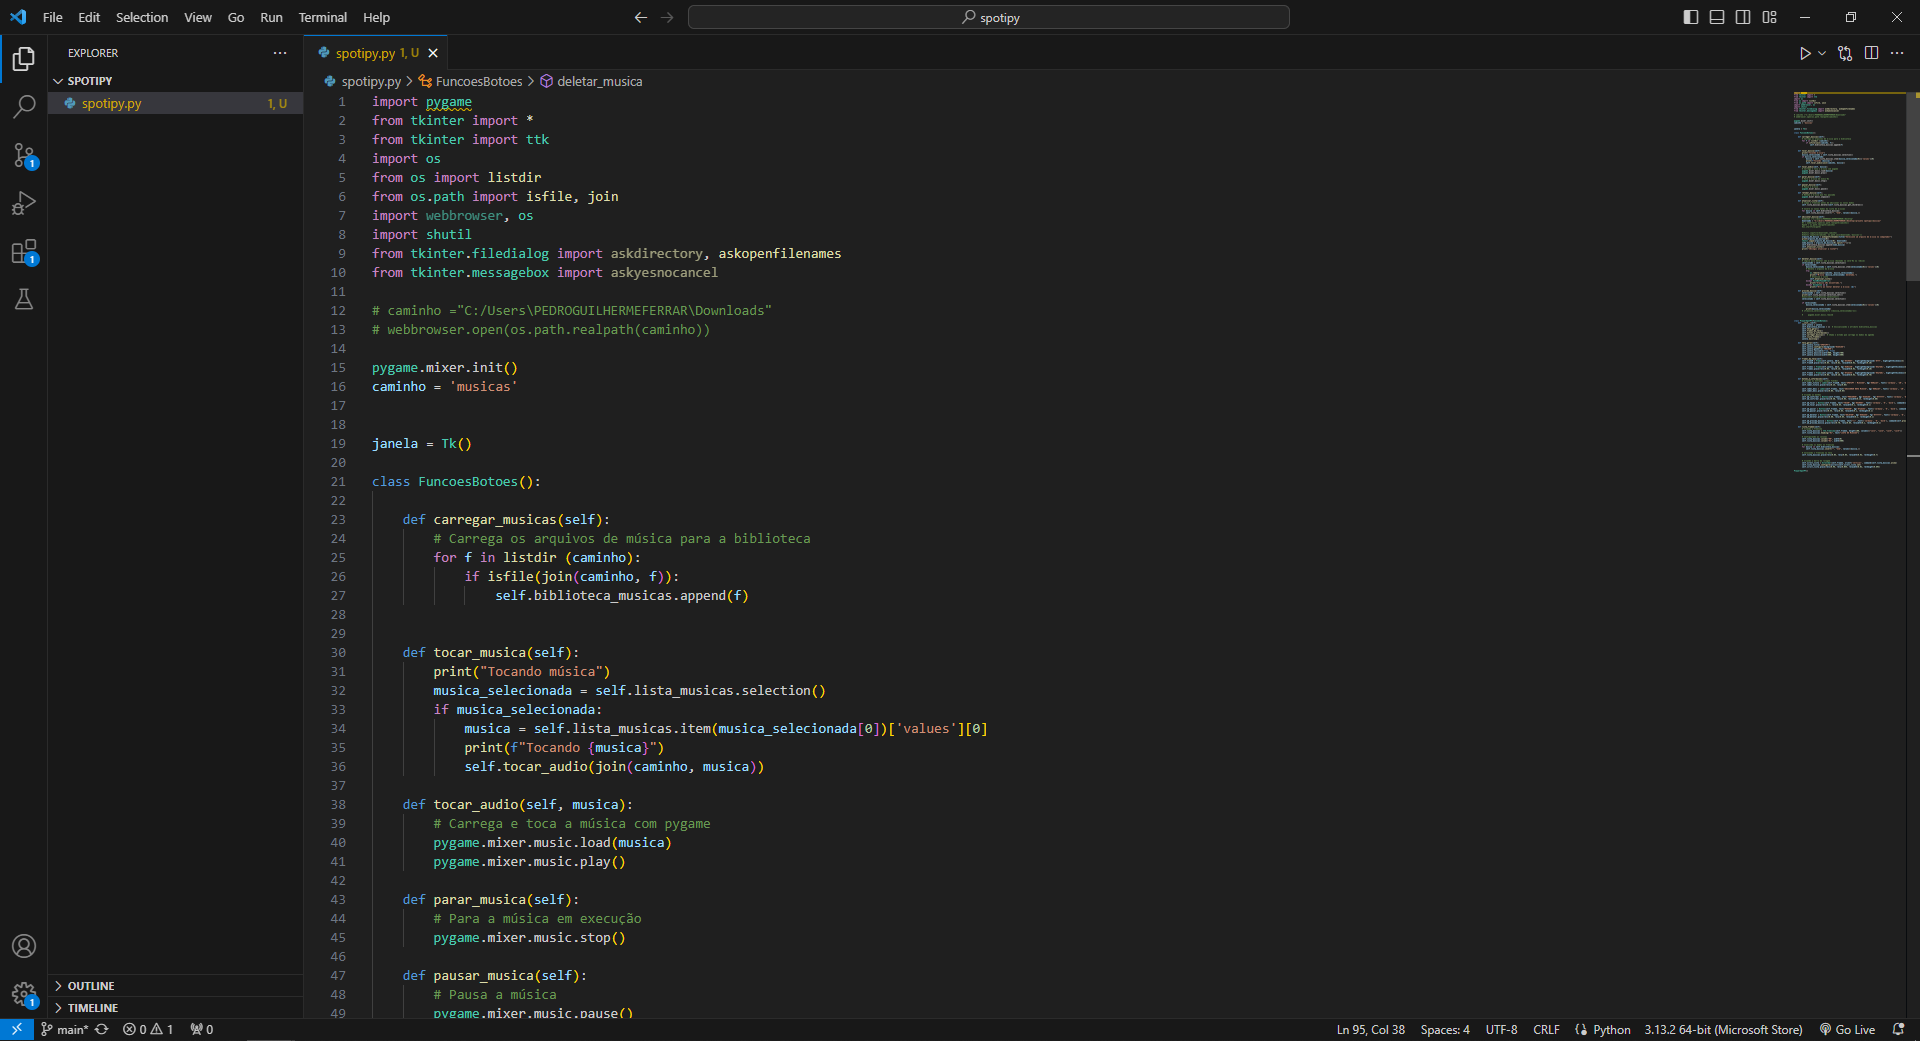 File Edit Selection View Go Run Terminal Help
spotipy
EXPLORER
SPOTIPY
spotipy.py 1, U
OUTLINE
TIMELINE
spotipy.py 1, U
spotipy.py > FuncoesBotoes > deletar_musica
1 import pygame
2 from tkinter import *
3 from tkinter import ttk
4 import os
5 from os import listdir
6 from os.path import isfile, join
7 import webbrowser, os
8 import shutil
9 from tkinter.filedialog import askdirectory, askopenfilenames
10 from tkinter.messagebox import askyesnocancel
11
12 # caminho ="C:/Users\PEDROGUILHERMEFERRAR\Downloads"
13 # webbrowser.open(os.path.realpath(caminho))
14
15 pygame.mixer.init()
16 caminho = 'musicas'
17
18
19 janela = Tk()
20
21 class FuncoesBotoes():
22
23 def carregar_musicas(self):
24 # Carrega os arquivos de música para a biblioteca
25 for f in listdir (caminho):
26 if isfile(join(caminho, f)):
27 self.biblioteca_musicas.append(f)
28
29
30 def tocar_musica(self):
31 print("Tocando música")
32 musica_selecionada = self.lista_musicas.selection()
33 if musica_selecionada:
34 musica = self.lista_musicas.item(musica_selecionada[0])['values'][0]
35 print(f"Tocando {musica}")
36 self.tocar_audio(join(caminho, musica))
37
38 def tocar_audio(self, musica):
39 # Carrega e toca a música com pygame
40 pygame.mixer.music.load(musica)
41 pygame.mixer.music.play()
42
43 def parar_musica(self):
44 # Para a música em execução
45 pygame.mixer.music.stop()
46
47 def pausar_musica(self):
48 # Pausa a música
49 pygame.mixer.music.pause()
1
1
1
main* 0 1 0
Ln 95, Col 38 Spaces: 4 UTF-8 CRLF Python 3.13.2 64-bit (Microsoft Store) Go Live